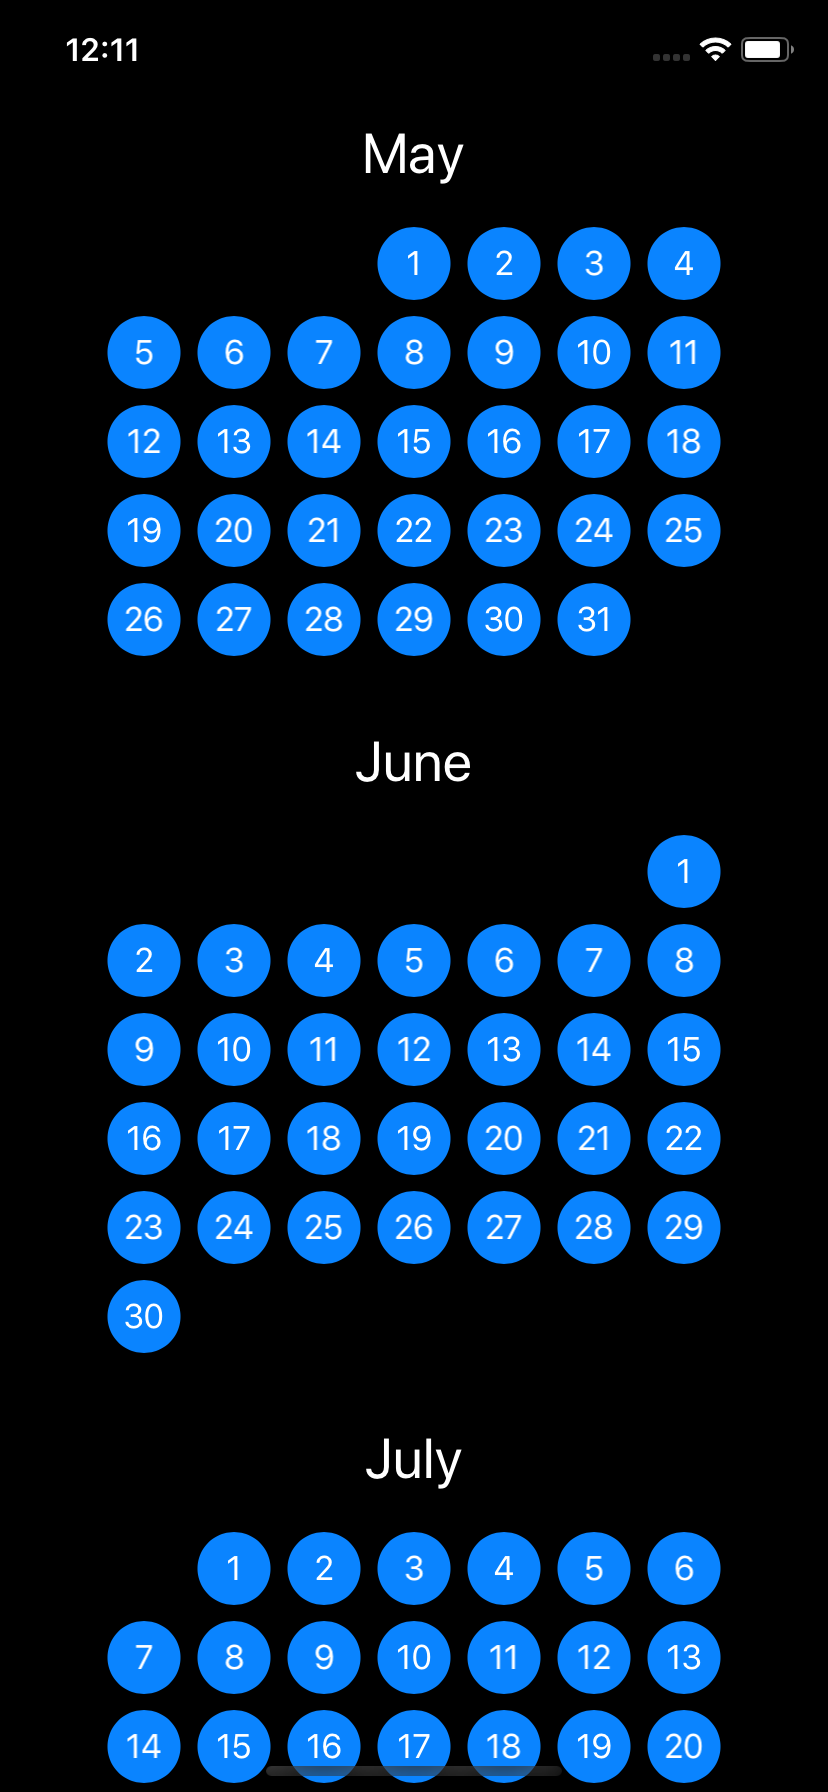 12:11
May
1 2 3 4
5 6 7 8 9 10 11
12 13 14 15 16 17 18
19 20 21 22 23 24 25
26 27 28 29 30 31
June
1
2 3 4 5 6 7 8
9 10 11 12 13 14 15
16 17 18 19 20 21 22
23 24 25 26 27 28 29
30
July
1 2 3 4 5 6
7 8 9 10 11 12 13
14 15 16 17 18 19 20